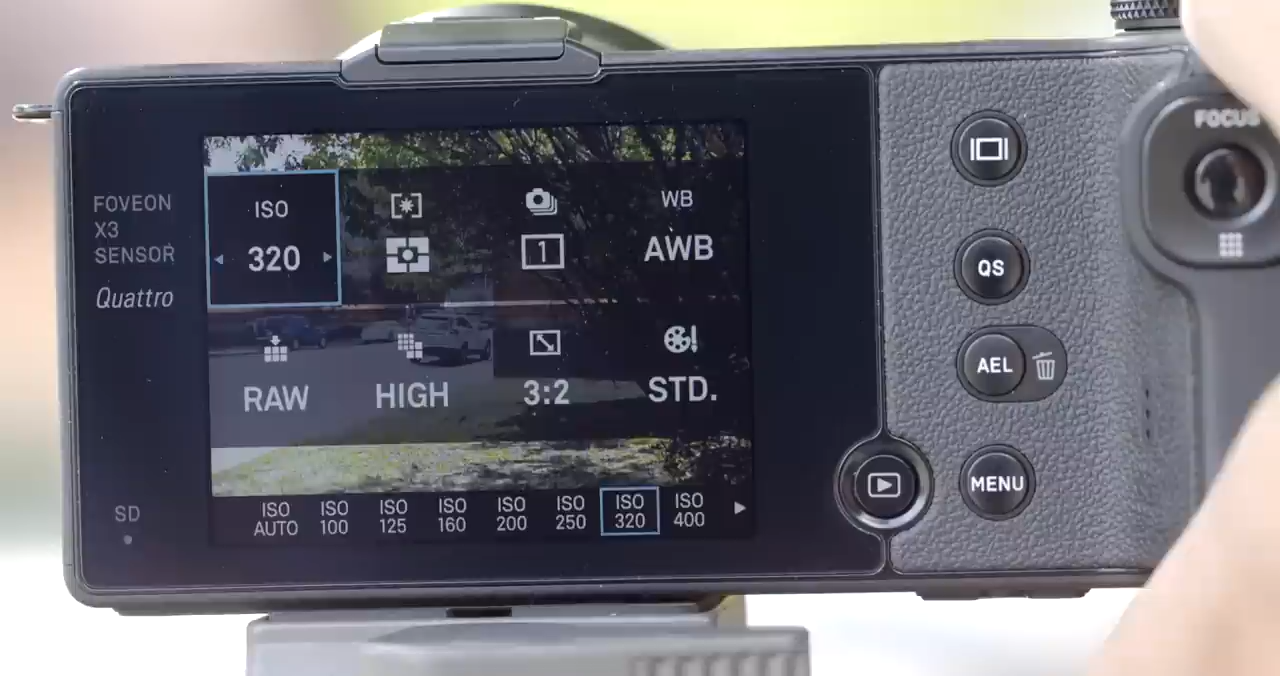 FOVEON
X3
SENSOR
Quattro
SD
ISO
320
1
WB
AWB
RAW
HIGH
3:2
STD.
ISO AUTO
ISO 100
ISO 125
ISO 160
ISO 200
ISO 250
ISO 320
ISO 400
QS
AEL
MENU
FOCUS